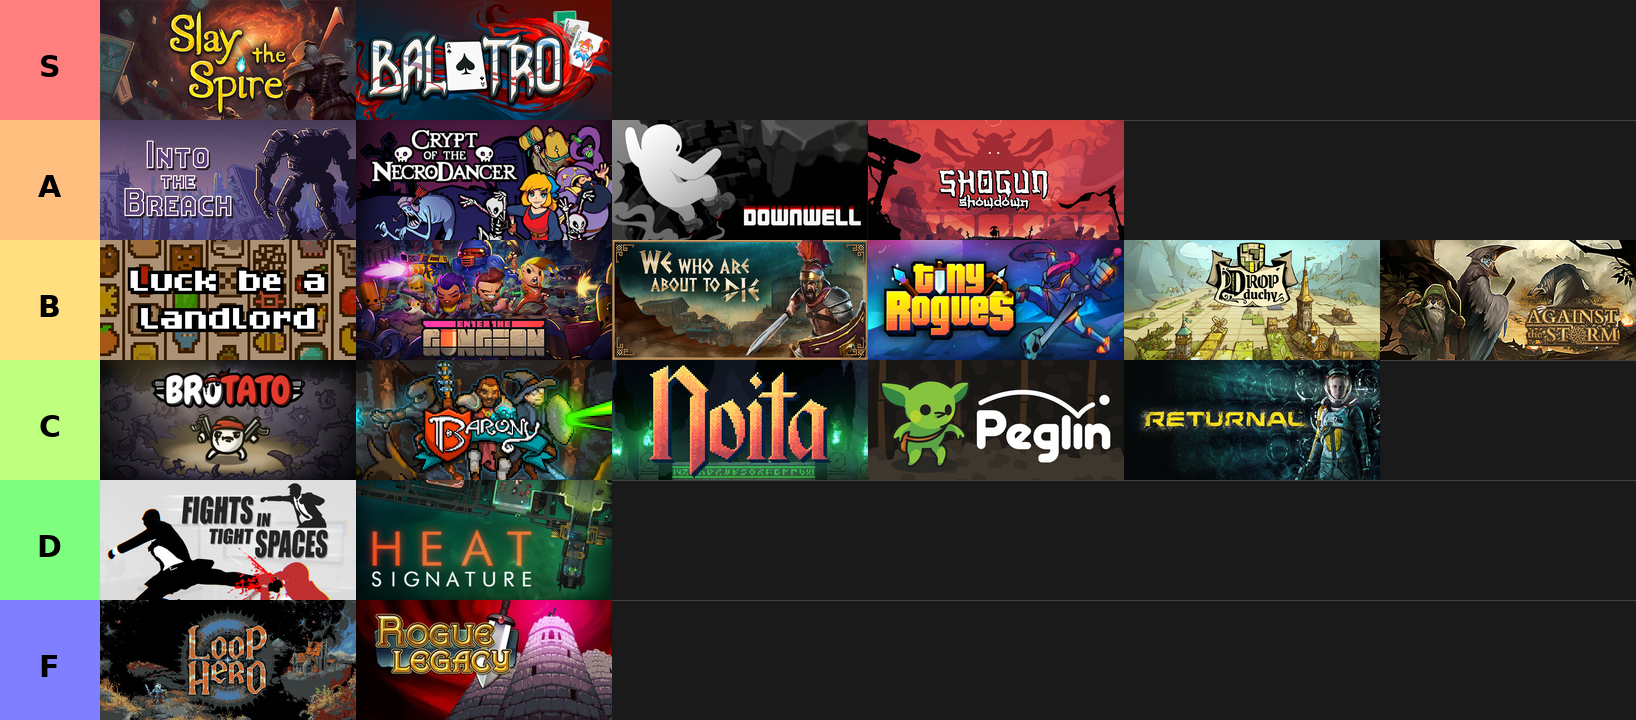 S
Slay
the
Spire
BALATRO
A
INTO
THE
BREACH
CRYPT
OF THE
NECRODANCER
DOWNWELL
SHOGUN
showdown
B
Luck be a
Landlord
ENTER THE
GUNGEON
WE WHO ARE
ABOUT TO DIE
tiny
Rogues
DROP
duchy
AGAINST
the STORM
C
BROTATO
BARONY
Noita
Peglin
RETURNAL
D
FIGHTS IN
TIGHT SPACES
HEAT
SIGNATURE
F
LOOP
HERO
ROGUE
LEGACY